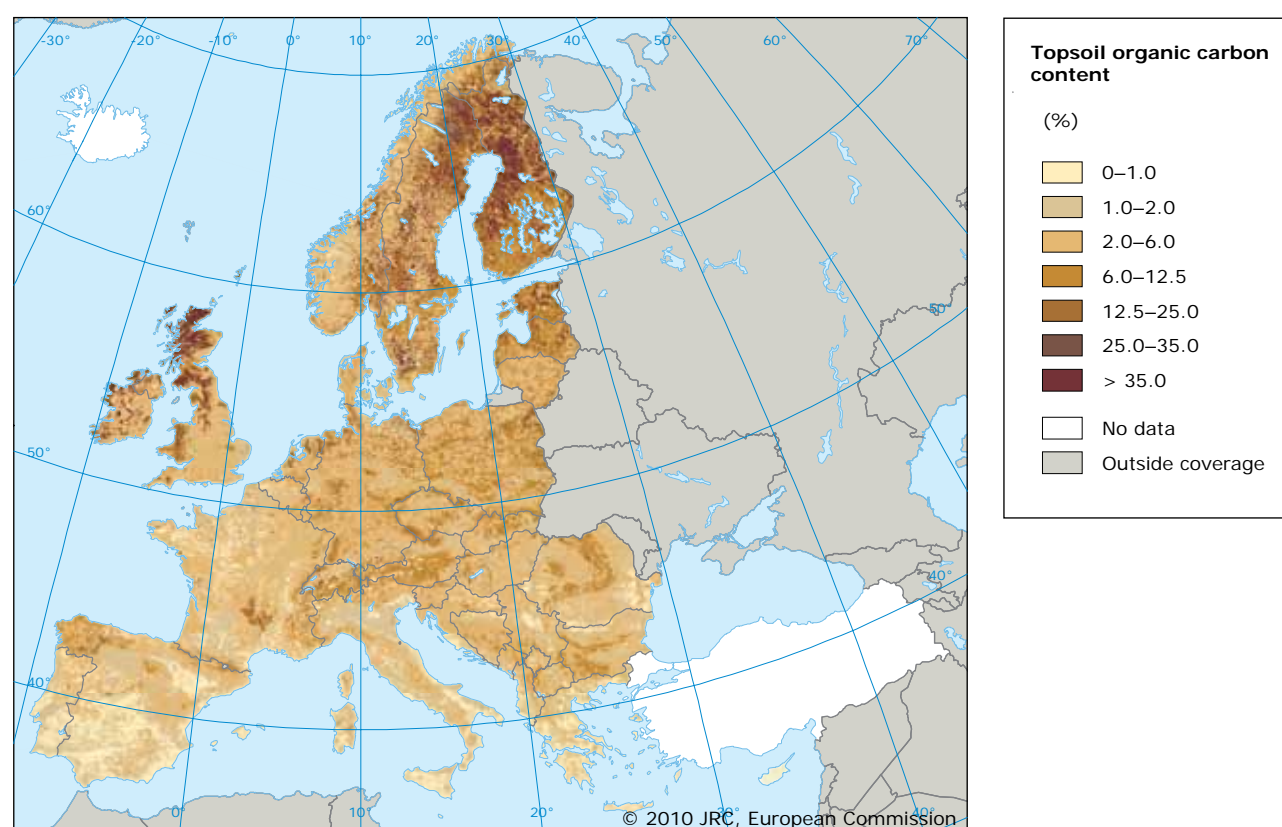 -30° -20° -10° 0° 10° 20° 30° 40° 50° 60° 70°
60°
50°
50°
40°
40°
0° 10° 20° 30° 40°
© 2010 JRC, European Commission
Topsoil organic carbon
content
(%)
0–1.0
1.0–2.0
2.0–6.0
6.0–12.5
12.5–25.0
25.0–35.0
> 35.0
No data
Outside coverage